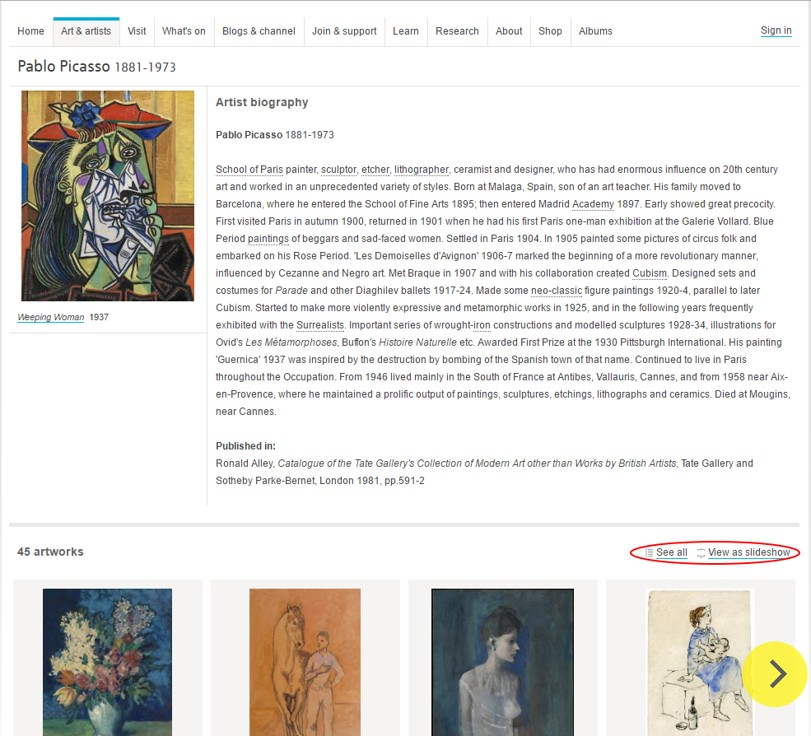 Home Art & artists Visit What's on Blogs & channel Join & support Learn Research About Shop Albums Sign in
Pablo Picasso 1881-1973
Weeping Woman 1937
Artist biography
Pablo Picasso 1881-1973
School of Paris painter, sculptor, etcher, lithographer, ceramist and designer, who has had enormous influence on 20th century
art and worked in an unprecedented variety of styles. Born at Malaga, Spain, son of an art teacher. His family moved to
Barcelona, where he entered the School of Fine Arts 1895; then entered Madrid Academy 1897. Early showed great precocity.
First visited Paris in autumn 1900, returned in 1901 when he had his first Paris one-man exhibition at the Galerie Vollard. Blue
Period paintings of beggars and sad-faced women. Settled in Paris 1904. In 1905 painted some pictures of circus folk and
embarked on his Rose Period. 'Les Demoiselles d'Avignon' 1906-7 marked the beginning of a more revolutionary manner,
influenced by Cezanne and Negro art. Met Braque in 1907 and with his collaboration created Cubism. Designed sets and
costumes for Parade and other Diaghilev ballets 1917-24. Made some neo-classic figure paintings 1920-4, parallel to later
Cubism. Started to make more violently expressive and metamorphic works in 1925, and in the following years frequently
exhibited with the Surrealists. Important series of wrought-iron constructions and modelled sculptures 1928-34, illustrations for
Ovid's Les Métamorphoses, Buffon's Histoire Naturelle etc. Awarded First Prize at the 1930 Pittsburgh International. His painting
'Guernica' 1937 was inspired by the destruction by bombing of the Spanish town of that name. Continued to live in Paris
throughout the Occupation. From 1946 lived mainly in the South of France at Antibes, Vallauris, Cannes, and from 1958 near Aix-
en-Provence, where he maintained a prolific output of paintings, sculptures, etchings, lithographs and ceramics. Died at Mougins,
near Cannes.
Published in:
Ronald Alley, Catalogue of the Tate Gallery's Collection of Modern Art other than Works by British Artists, Tate Gallery and
Sotheby Parke-Bernet, London 1981, pp.591-2
45 artworks See all View as slideshow